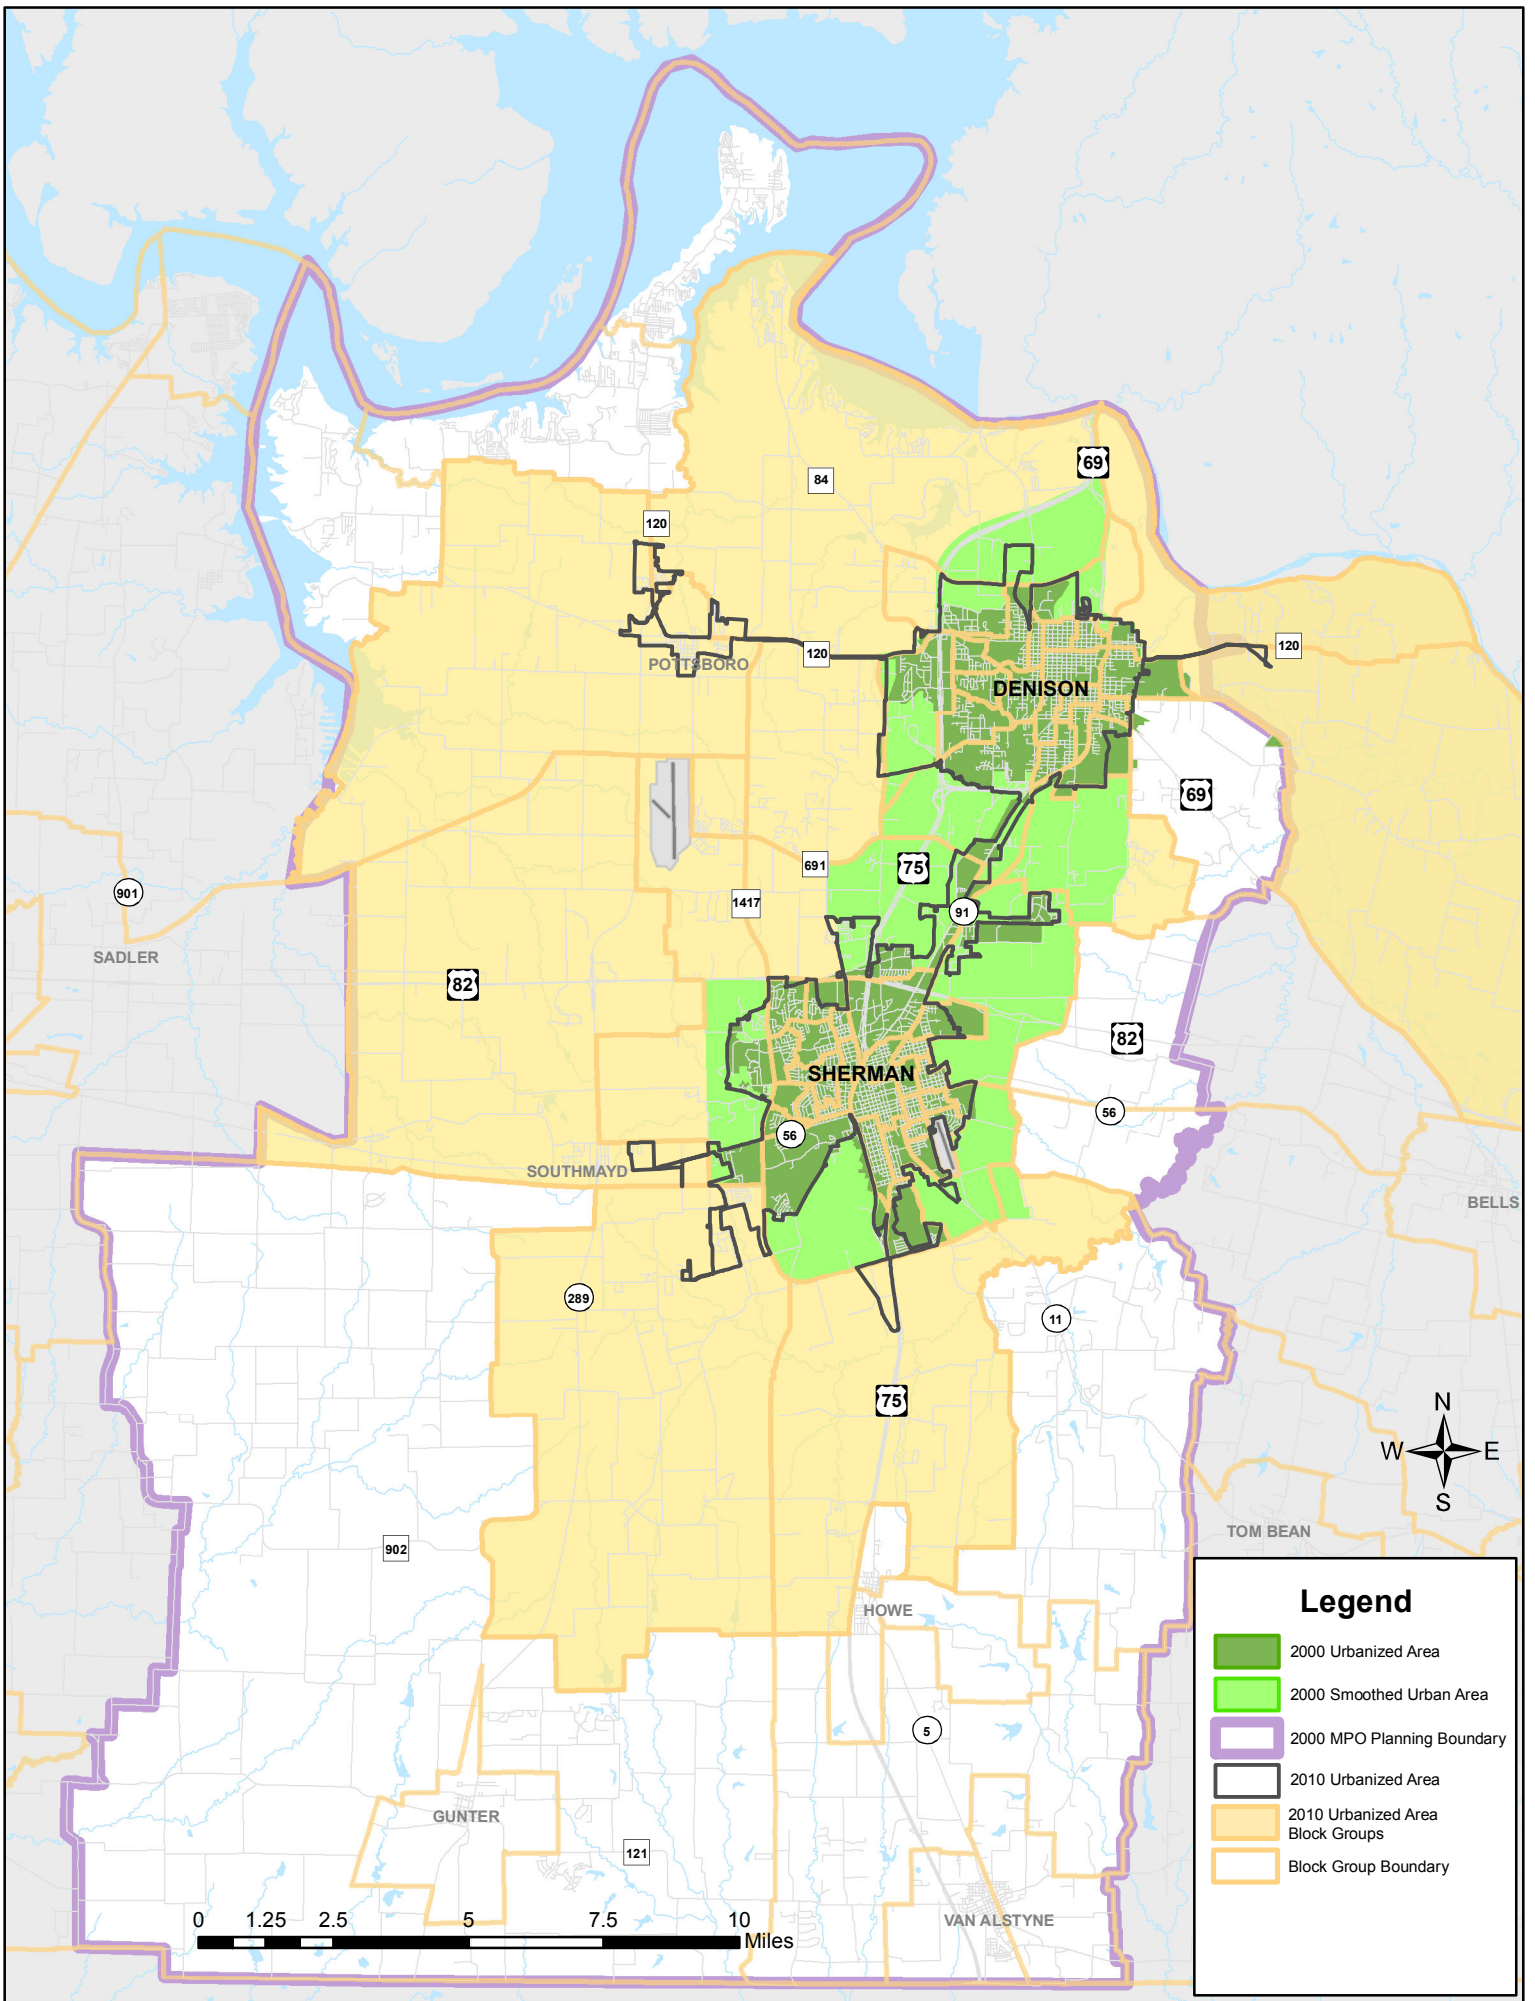 69
84
120
POTTSBORO
120
120
DENISON
69
75
691
1417
91
901
SADLER
82
82
SHERMAN
56
56
SOUTHMAYD
BELLS
289
11
75
N
W
E
S
902
TOM BEAN
HOWE
5
GUNTER
121
VAN ALSTYNE
0 1.25 2.5 5 7.5 10
Miles
Legend
2000 Urbanized Area
2000 Smoothed Urban Area
2000 MPO Planning Boundary
2010 Urbanized Area
2010 Urbanized Area
Block Groups
Block Group Boundary